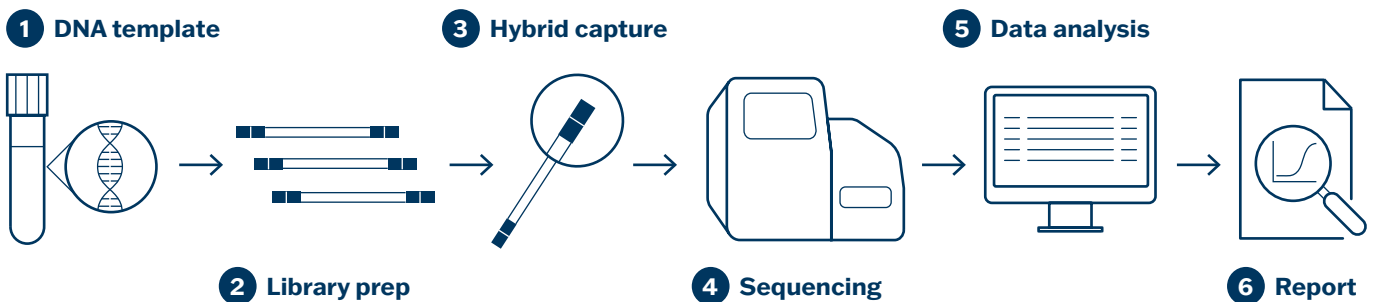 1 DNA template
2 Library prep
3 Hybrid capture
4 Sequencing
5 Data analysis
6 Report